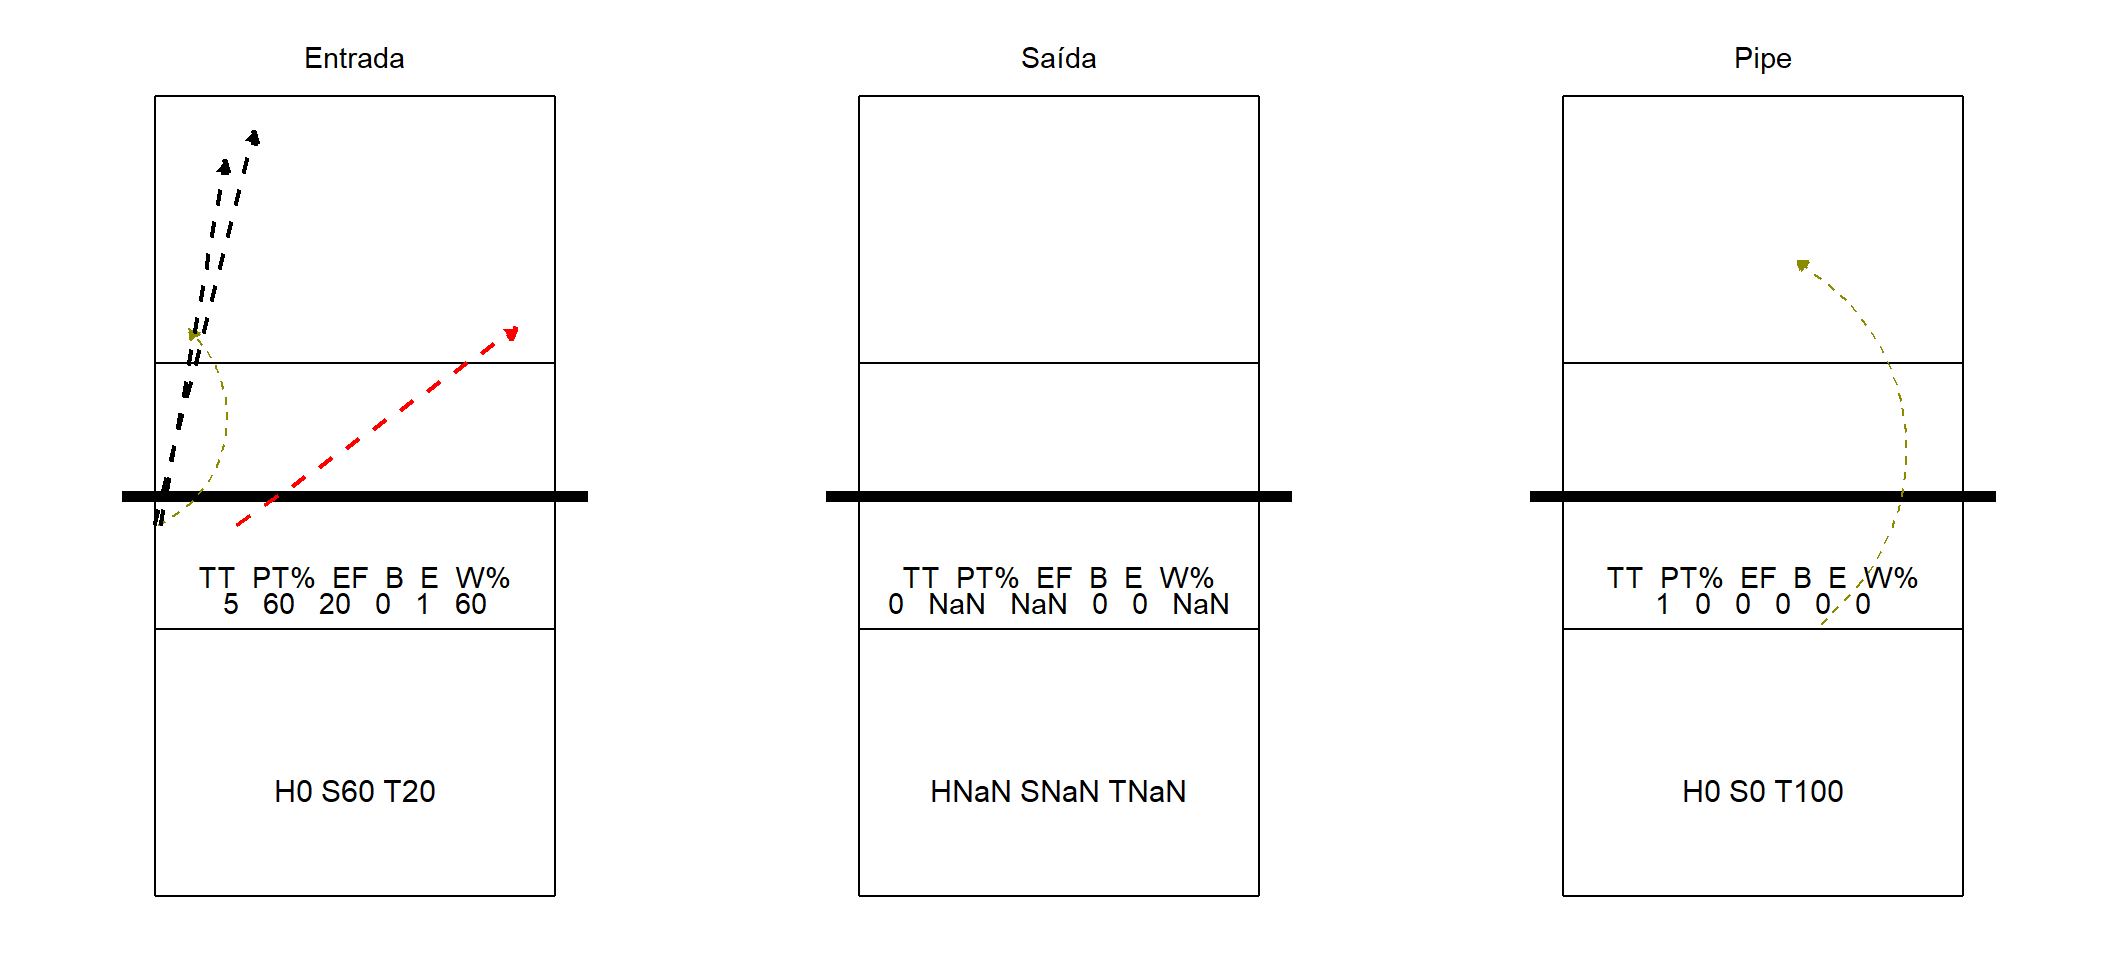 Entrada
TT PT% EF B E W%
5 60 20 0 1 60
H0 S60 T20
Saída
TT PT% EF B E W%
0 NaN NaN 0 0 NaN
HNaN SNaN TNaN
Pipe
TT PT% EF B E W%
1 0 0 0 0 0
H0 S0 T100